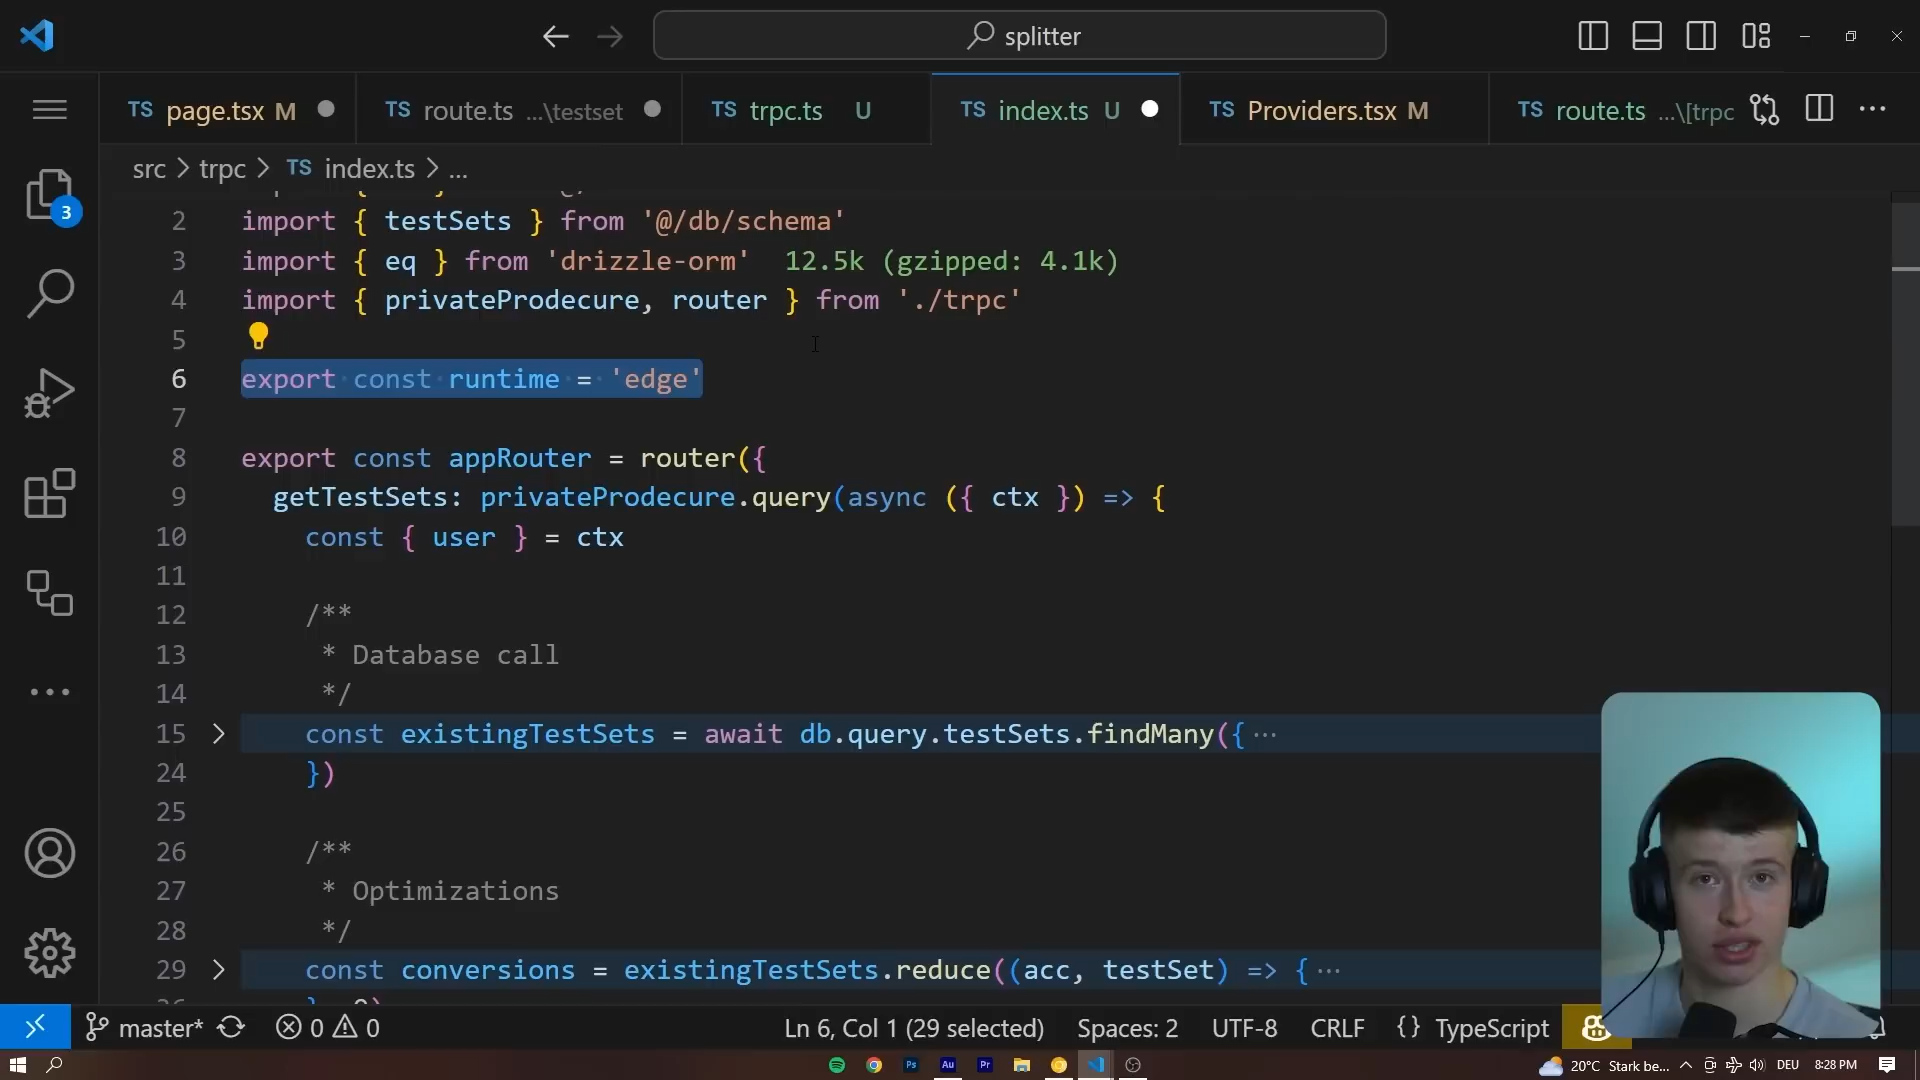 splitter
TS page.tsx M
TS route.ts ...\testset
TS trpc.ts U
TS index.ts U
TS Providers.tsx M
TS route.ts ...\[trpc
src > trpc > TS index.ts > ...
2 import { testSets } from '@/db/schema'
3 import { eq } from 'drizzle-orm' 12.5k (gzipped: 4.1k)
4 import { privateProdecure, router } from './trpc'
5
6 export const runtime = 'edge'
7
8 export const appRouter = router({
9 getTestSets: privateProdecure.query(async ({ ctx }) => {
10 const { user } = ctx
11
12 /**
13 * Database call
14 */
15 const existingTestSets = await db.query.testSets.findMany({ ···
24 })
25
26 /**
27 * Optimizations
28 */
29 const conversions = existingTestSets.reduce((acc, testSet) => { ···
3
master* 0 0
Ln 6, Col 1 (29 selected)
Spaces: 2
UTF-8
CRLF
{ } TypeScript
Ps
Au
Pr
20°C Stark be...
DEU
8:28 PM